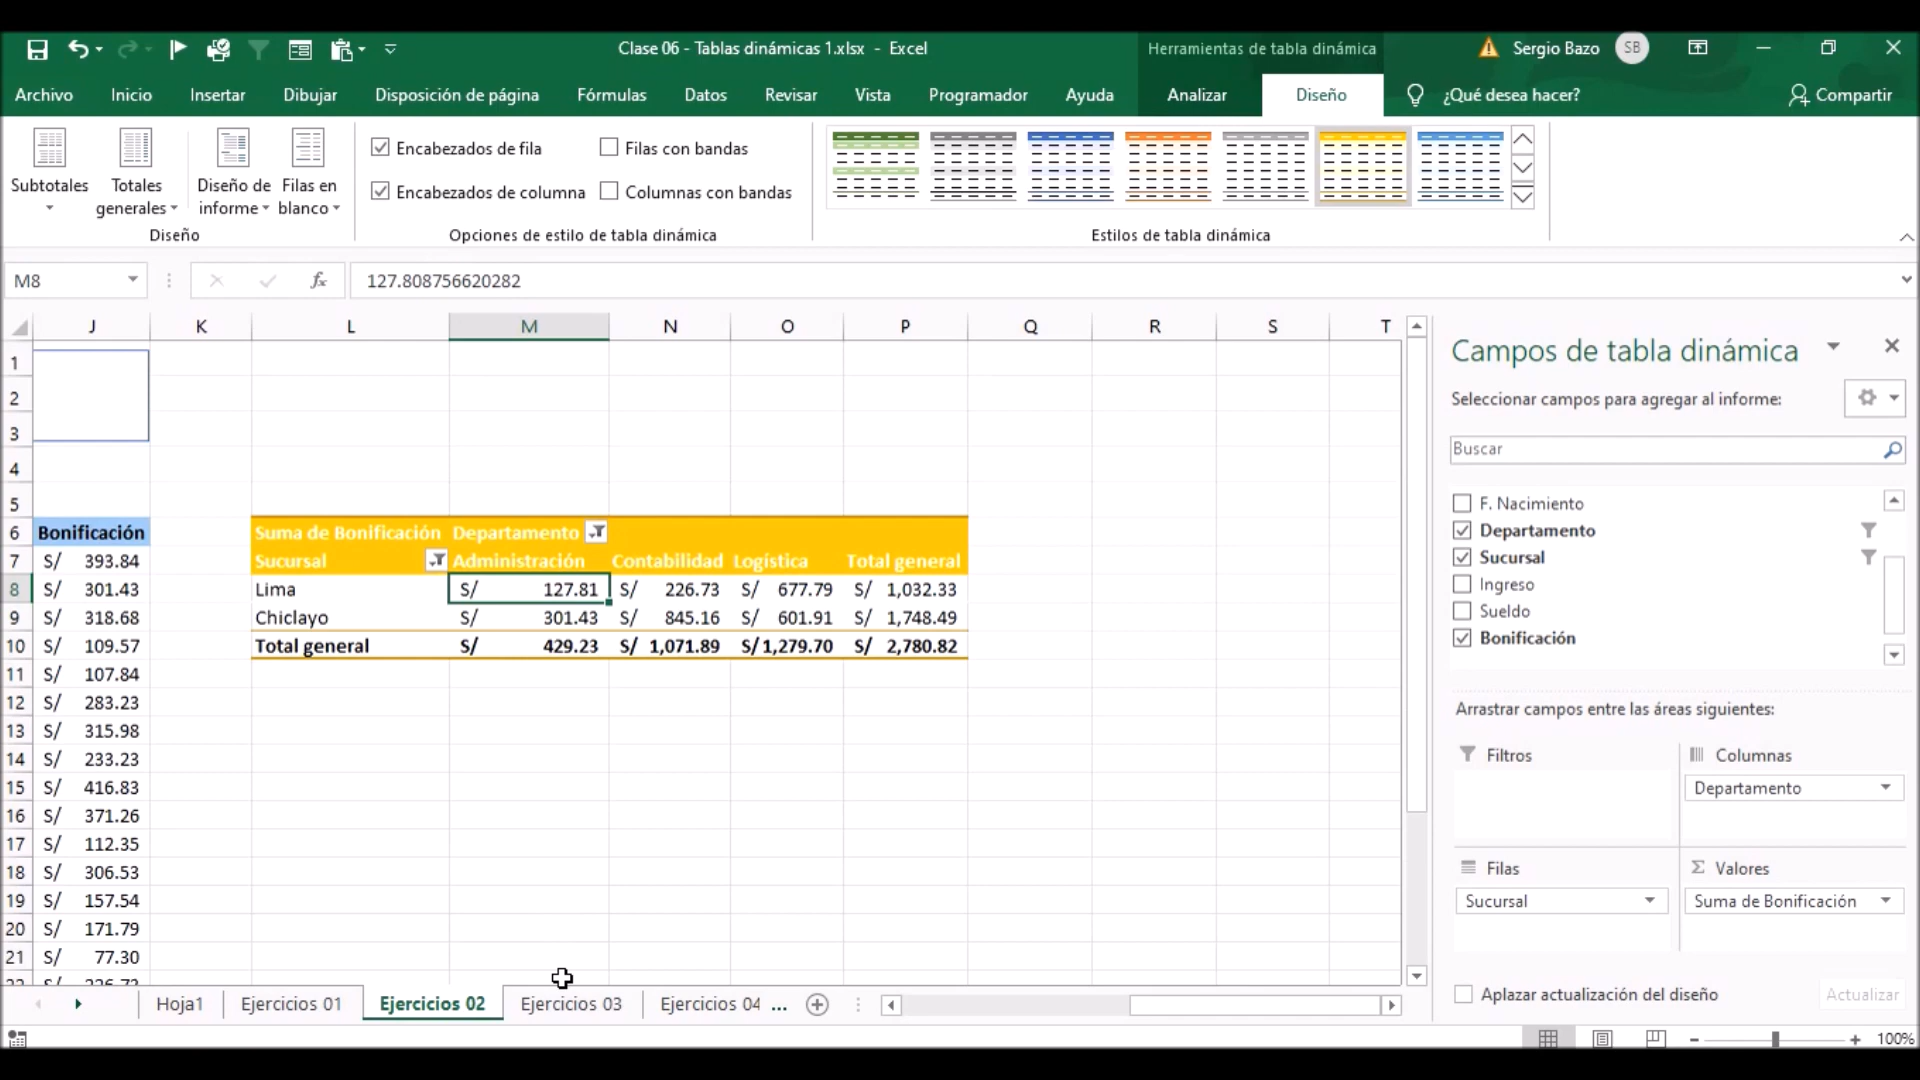 Clase 06 - Tablas dinámicas 1.xlsx - Excel
Herramientas de tabla dinámica
Sergio Bazo
SB
Archivo Inicio Insertar Dibujar Disposición de página Fórmulas Datos Revisar Vista Programador Ayuda Analizar Diseño ¿Qué desea hacer? Compartir
Encabezados de fila
Filas con bandas
Subtotales
Totales generales
Diseño de informe
Filas en blanco
Encabezados de columna
Columnas con bandas
Diseño
Opciones de estilo de tabla dinámica
Estilos de tabla dinámica
M8
fx
127.808756620282
J K L M N O P Q R S T
1
2
3
4
5
6 Bonificación Suma de Bonificación Departamento
7 S/ 393.84 Sucursal Administración Contabilidad Logística Total general
8 S/ 301.43 Lima S/ 127.81 S/ 226.73 S/ 677.79 S/ 1,032.33
9 S/ 318.68 Chiclayo S/ 301.43 S/ 845.16 S/ 601.91 S/ 1,748.49
10 S/ 109.57 Total general S/ 429.23 S/ 1,071.89 S/ 1,279.70 S/ 2,780.82
11 S/ 107.84
12 S/ 283.23
13 S/ 315.98
14 S/ 233.23
15 S/ 416.83
16 S/ 371.26
17 S/ 112.35
18 S/ 306.53
19 S/ 157.54
20 S/ 171.79
21 S/ 77.30
Campos de tabla dinámica
Seleccionar campos para agregar al informe:
Buscar
F. Nacimiento
Departamento
Sucursal
Ingreso
Sueldo
Bonificación
Arrastrar campos entre las áreas siguientes:
Filtros
Columnas
Departamento
Filas
Σ Valores
Sucursal
Suma de Bonificación
Aplazar actualización del diseño
Actualizar
Hoja1 Ejercicios 01 Ejercicios 02 Ejercicios 03 Ejercicios 04 ...
100%